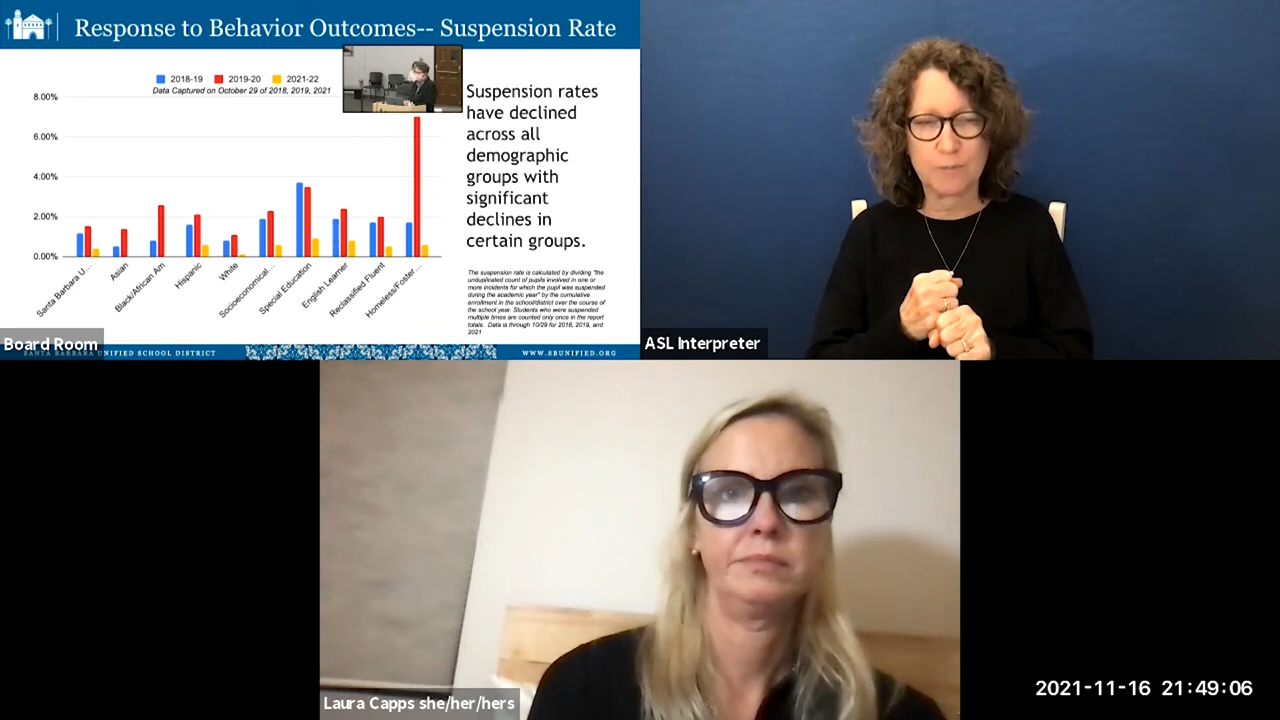 Response to Behavior Outcomes-- Suspension Rate
2018-19 2019-20 2021-22
Data Captured on October 29 of 2018, 2019, 2021
8.00%
6.00%
4.00%
2.00%
0.00%
Santa Barbara U...
Asian
Black/African Am
Hispanic
White
Socioeconomical...
Special Education
English Learner
Reclassified Fluent
Homeless/Foster...
Suspension rates
have declined
across all
demographic
groups with
significant
declines in
certain groups.
The suspension rate is calculated by dividing "the
unduplicated count of pupils involved in one or
more incidents for which the pupil was suspended
during the academic year" by the cumulative
enrollment in the school/district over the course of
the school year. Students who were suspended
multiple times are counted only once in the report
totals. Data is through 10/29 for 2018, 2019, and
2021
Board Room
SANTA BARBARA UNIFIED SCHOOL DISTRICT
WWW.SBUNIFIED.ORG
ASL Interpreter
Laura Capps she/her/hers
2021-11-16 21:49:06